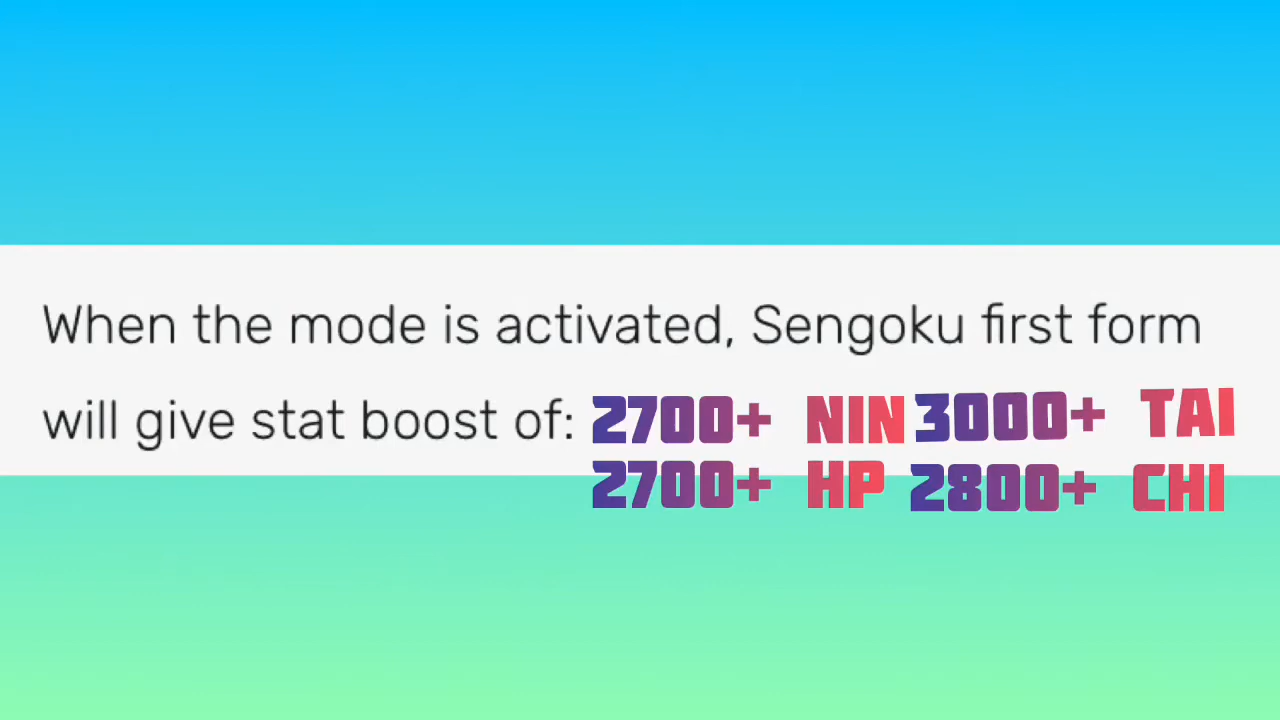 When the mode is activated, Sengoku first form
will give stat boost of: 2700+ NIN 3000+ TAI
2700+ HP 2800+ CHI